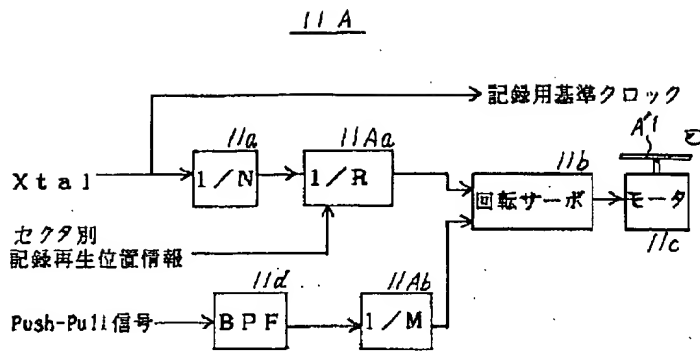 11A
記録用基準クロック
11a
11Aa
A'1
11b
Xtal
1/N
1/R
回転サーボ
モータ
11c
セクタ別
記録再生位置情報
11d
11Ab
Push-Pull信号
BPF
1/M